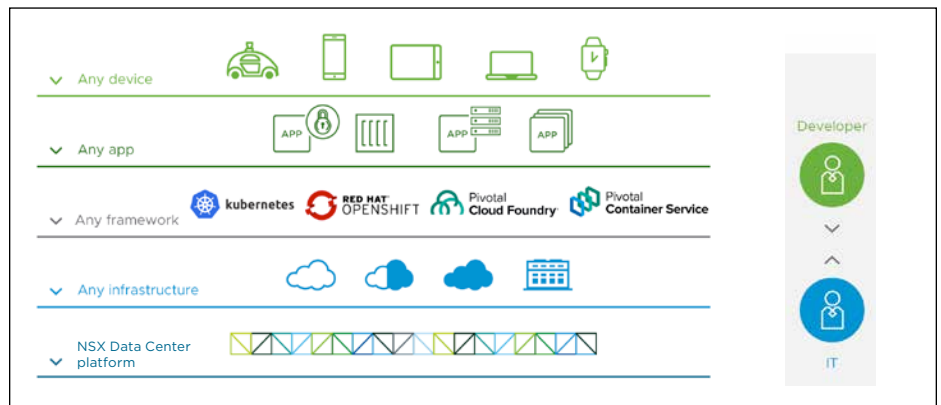 Any device
APP
APP
APP
Any app
kubernetes
RED HAT
OPENSHIFT
Pivotal
Cloud Foundry
Pivotal
Container Service
Any framework
Any infrastructure
NSX Data Center
platform
Developer
IT